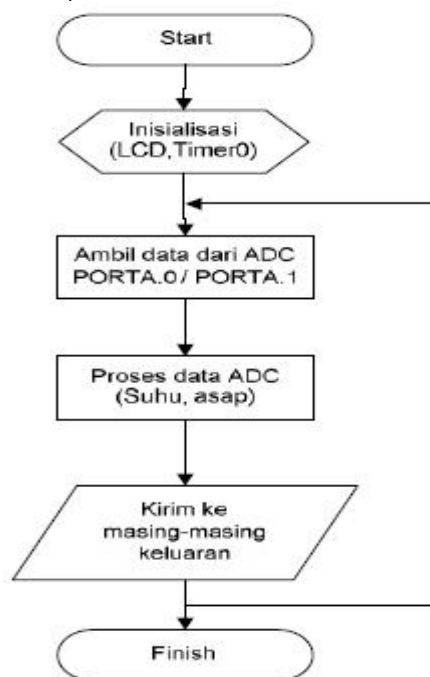 Start
Inisialisasi
(LCD,Timer0)
Ambil data dari ADC
PORTA.0 / PORTA.1
Proses data ADC
(Suhu, asap)
Kirim ke
masing-masing
keluaran
Finish